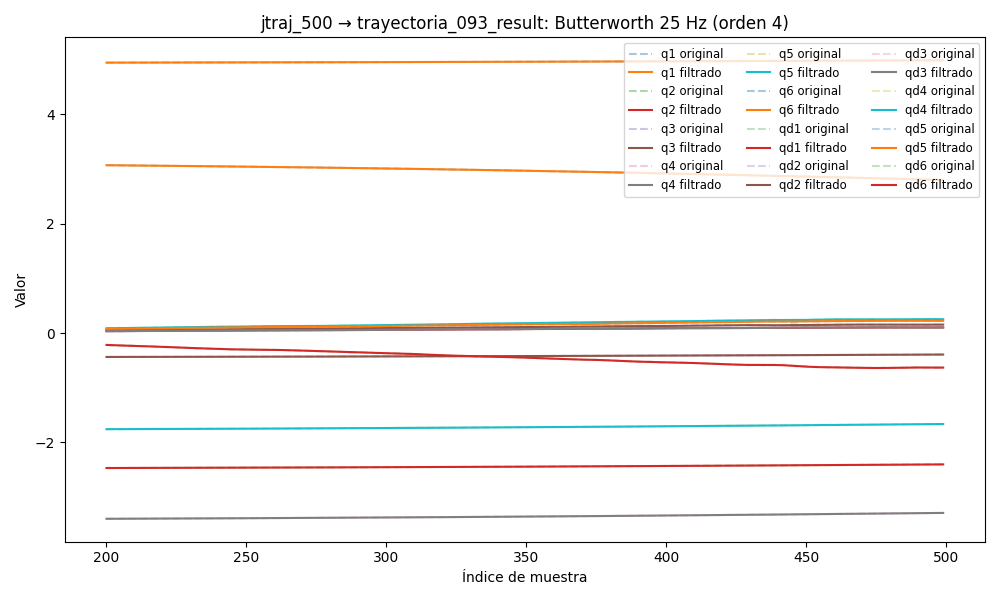 jtraj_500 → trayectoria_093_result: Butterworth 25 Hz (orden 4)
q1 original
q1 filtrado
q2 original
q2 filtrado
q3 original
q3 filtrado
q4 original
q4 filtrado
q5 original
q5 filtrado
q6 original
q6 filtrado
qd1 original
qd1 filtrado
qd2 original
qd2 filtrado
qd3 original
qd3 filtrado
qd4 original
qd4 filtrado
qd5 original
qd5 filtrado
qd6 original
qd6 filtrado
Valor
4
2
0
−2
200
250
300
350
400
450
500
Índice de muestra